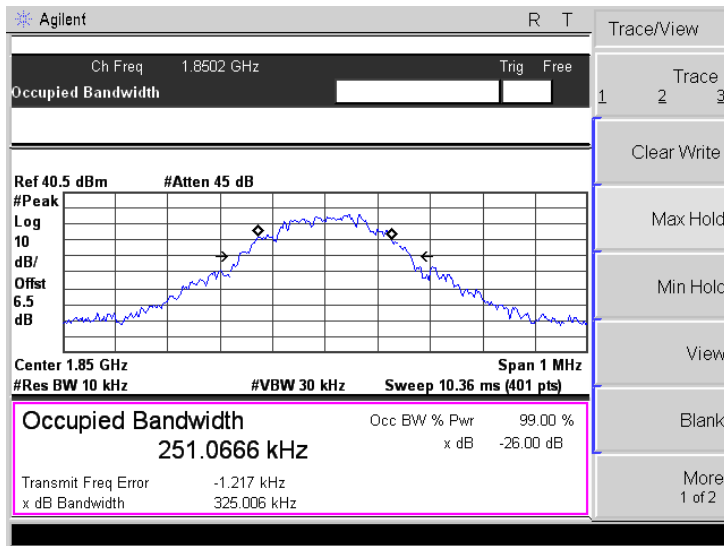 Agilent R T
Trace/View
Ch Freq 1.8502 GHz Trig Free
Occupied Bandwidth
Trace
1 2 3
Clear Write
Ref 40.5 dBm #Atten 45 dB
#Peak
Log
10
dB/
Offst
6.5
dB
Max Hold
Min Hold
Center 1.85 GHz Span 1 MHz
#Res BW 10 kHz #VBW 30 kHz Sweep 10.36 ms (401 pts)
View
Occupied Bandwidth Occ BW % Pwr 99.00 %
251.0666 kHz x dB -26.00 dB
Transmit Freq Error -1.217 kHz
x dB Bandwidth 325.006 kHz
Blank
More
1 of 2